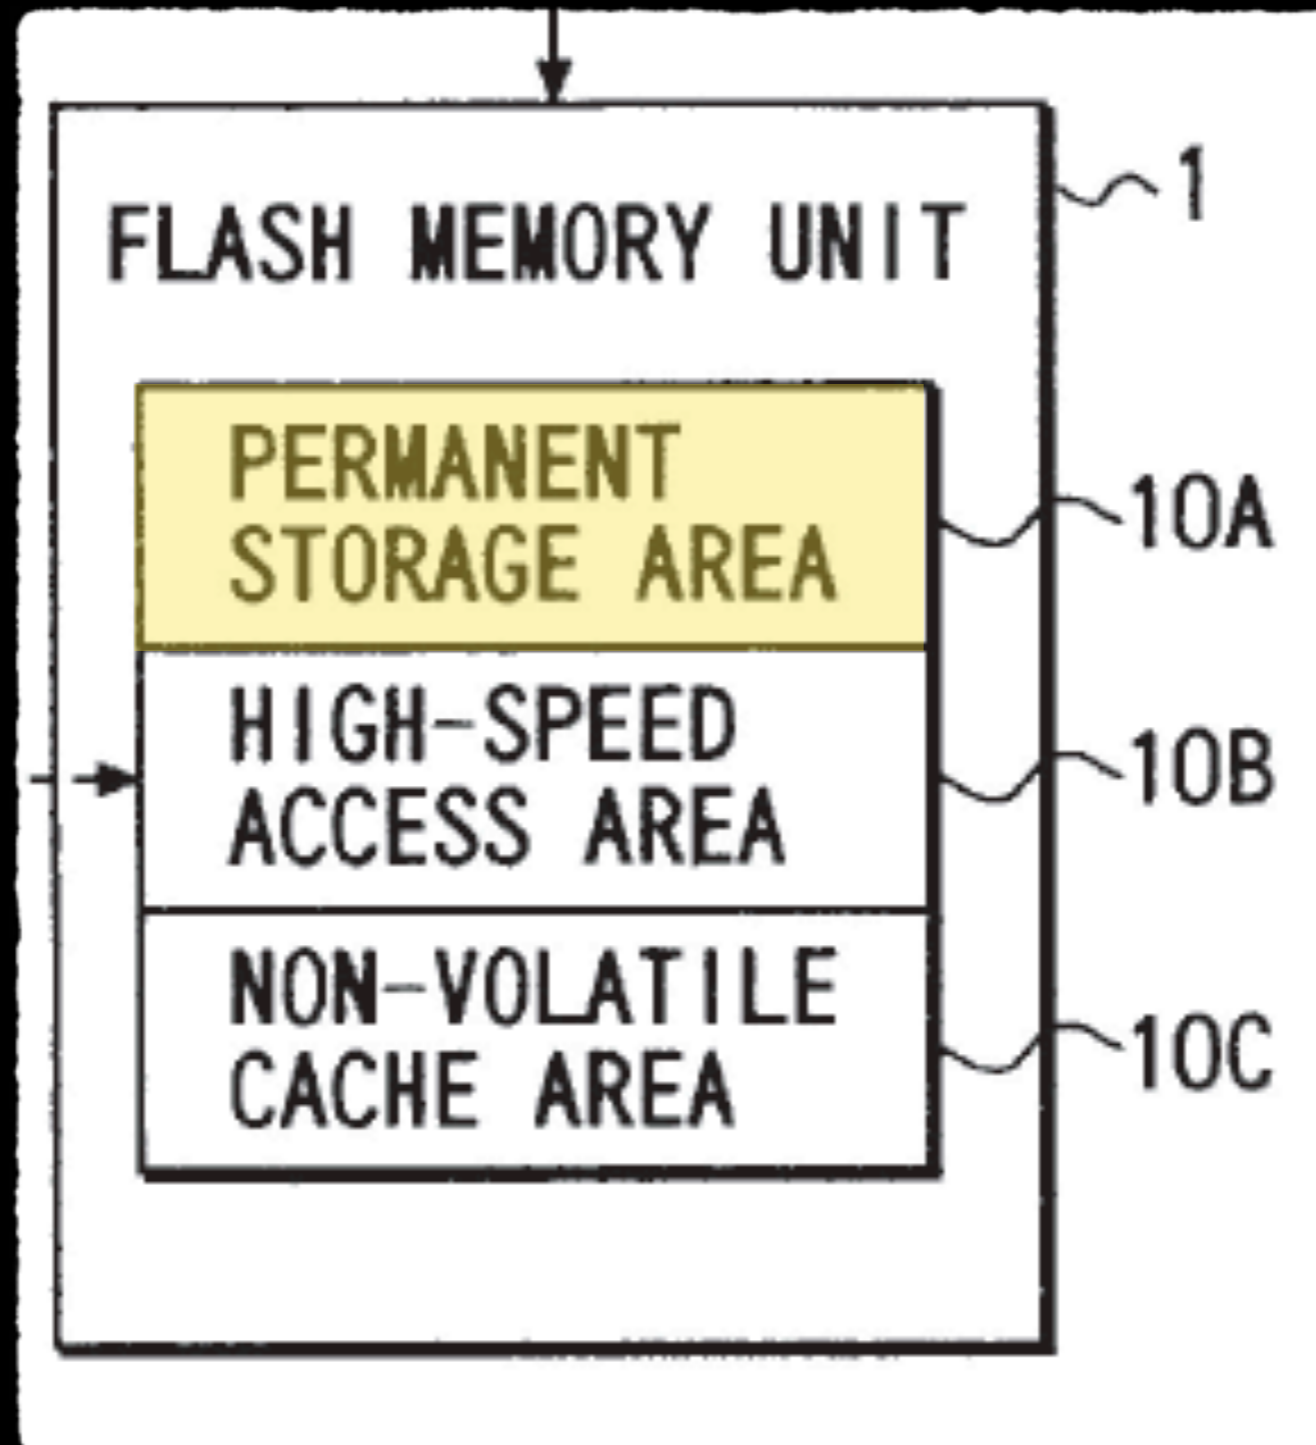 FLASH MEMORY UNIT
1
PERMANENT
STORAGE AREA
10A
HIGH-SPEED
ACCESS AREA
10B
NON-VOLATILE
CACHE AREA
10C